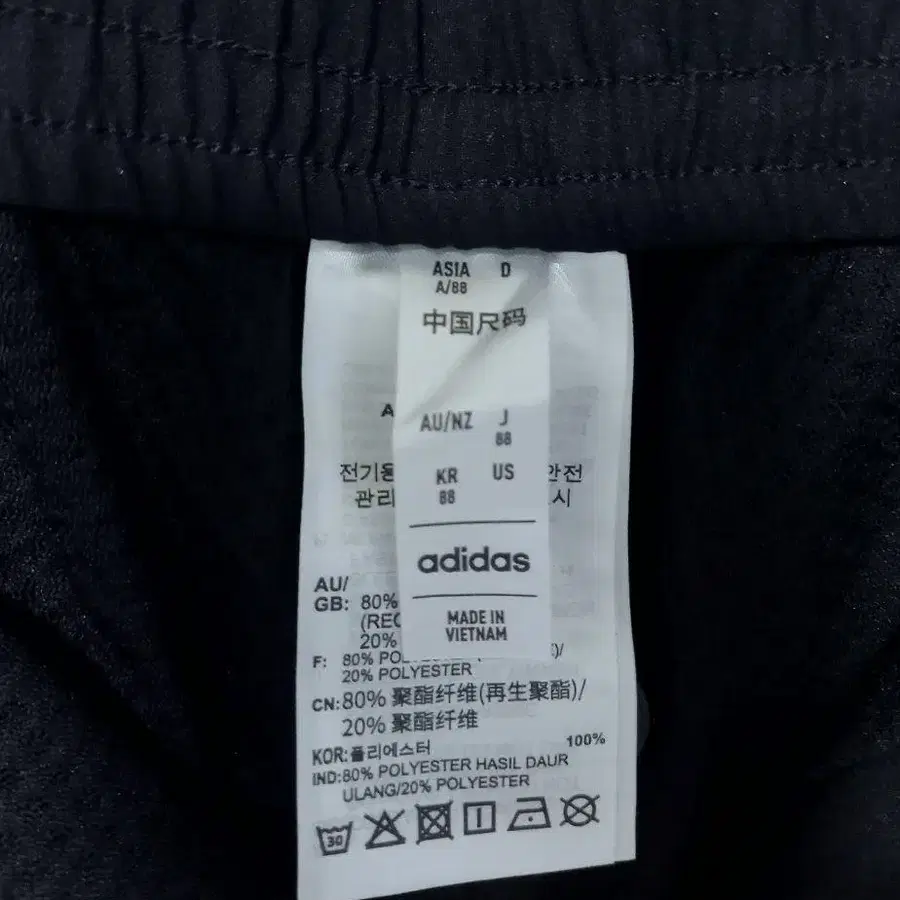 ASIA D
A/88
中国尺码
AU/NZ J
88
KR US
88
adidas
MADE IN
VIETNAM
A
전기용 안전
관리 시
AU/
GB: 80%
(REC
20%
F: 80% PO
20% POLYESTER
CN:80% 聚酯纤维(再生聚酯)/
20% 聚酯纤维
KOR:폴리에스터 100%
IND:80% POLYESTER HASIL DAUR
ULANG/20% POLYESTER
30